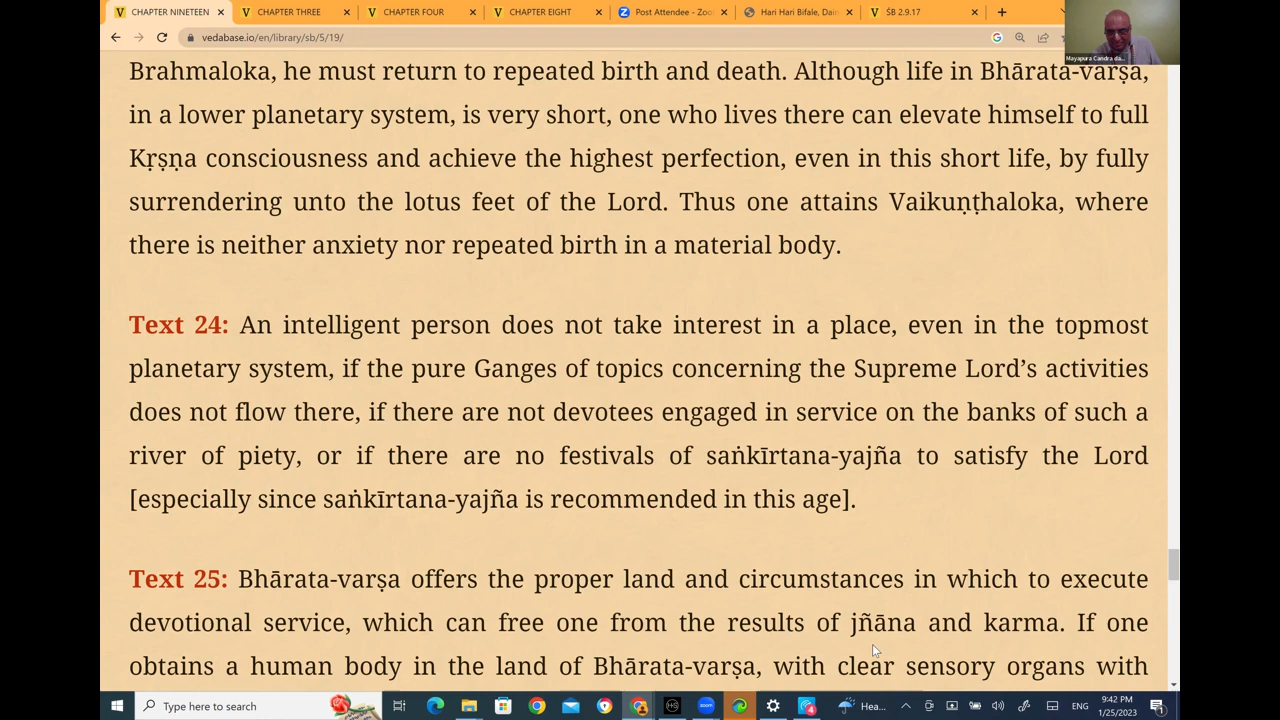 CHAPTER NINETEEN
CHAPTER THREE
CHAPTER FOUR
CHAPTER EIGHT
Post Attendee - Zoo
Hari Hari Bifale, Dain
ŚB 2.9.17
vedabase.io/en/library/sb/5/19/
Mayapura Candra da...
Brahmaloka, he must return to repeated birth and death. Although life in Bhārata-varṣa,
in a lower planetary system, is very short, one who lives there can elevate himself to full
Kṛṣṇa consciousness and achieve the highest perfection, even in this short life, by fully
surrendering unto the lotus feet of the Lord. Thus one attains Vaikuṇṭhaloka, where
there is neither anxiety nor repeated birth in a material body.
Text 24: An intelligent person does not take interest in a place, even in the topmost
planetary system, if the pure Ganges of topics concerning the Supreme Lord’s activities
does not flow there, if there are not devotees engaged in service on the banks of such a
river of piety, or if there are no festivals of saṅkīrtana-yajña to satisfy the Lord
[especially since saṅkīrtana-yajña is recommended in this age].
Text 25: Bhārata-varṣa offers the proper land and circumstances in which to execute
devotional service, which can free one from the results of jñāna and karma. If one
obtains a human body in the land of Bhārata-varṣa, with clear sensory organs with
Type here to search
Hea...
ENG
9:42 PM
1/25/2023